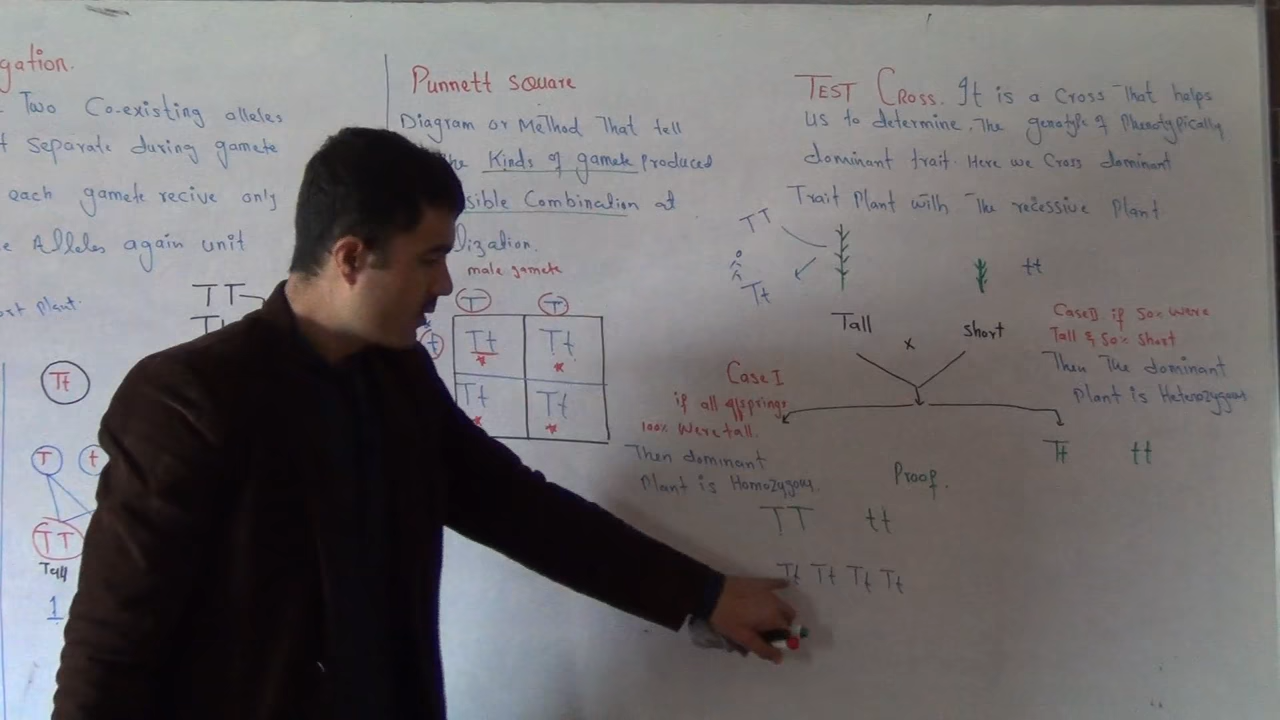 gation.
Two Co-existing alleles
separate during gamete
each gamete recive only
Alleles again unit
Plant
TT
Tt
T t
TT
Tall
1
Punnett square
Diagram or Method That tell
the Kinds of gamete produced
sible Combination at
lization.
male gamete
T T
t Tt Tt
Tt Tt
TEST CROSS. It is a Cross That helps
us to determine The genotype of Phenotypically
dominant trait. Here we Cross dominant
Trait Plant with The recessive Plant
TT
Tt
tt
Tall x short
Case I
if all offsprings
100% Were tall.
Then dominant
Plant is Homozygous.
Case II if 50% were
Tall & 50% short
Then The dominant
Plant is Heterozygous
Proof.
Tt tt
TT tt
Tt Tt Tt Tt